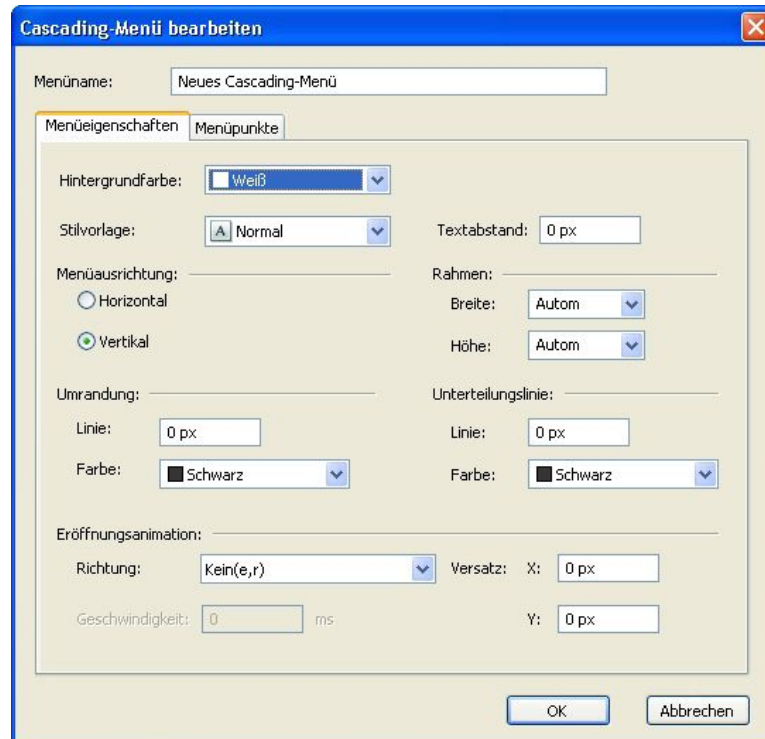 Cascading-Menü bearbeiten
Menüname: Neues Cascading-Menü
Menüeigenschaften Menüpunkte
Hintergrundfarbe: Weiß
Stilvorlage: A Normal Textabstand: 0 px
Menüausrichtung: Rahmen:
Horizontal Breite: Autom
Vertikal Höhe: Autom
Umrandung: Unterteilungslinie:
Linie: 0 px Linie: 0 px
Farbe: Schwarz Farbe: Schwarz
Eröffnungsanimation:
Richtung: Kein(e,r) Versatz: X: 0 px
Geschwindigkeit: 0 ms Y: 0 px
OK Abbrechen